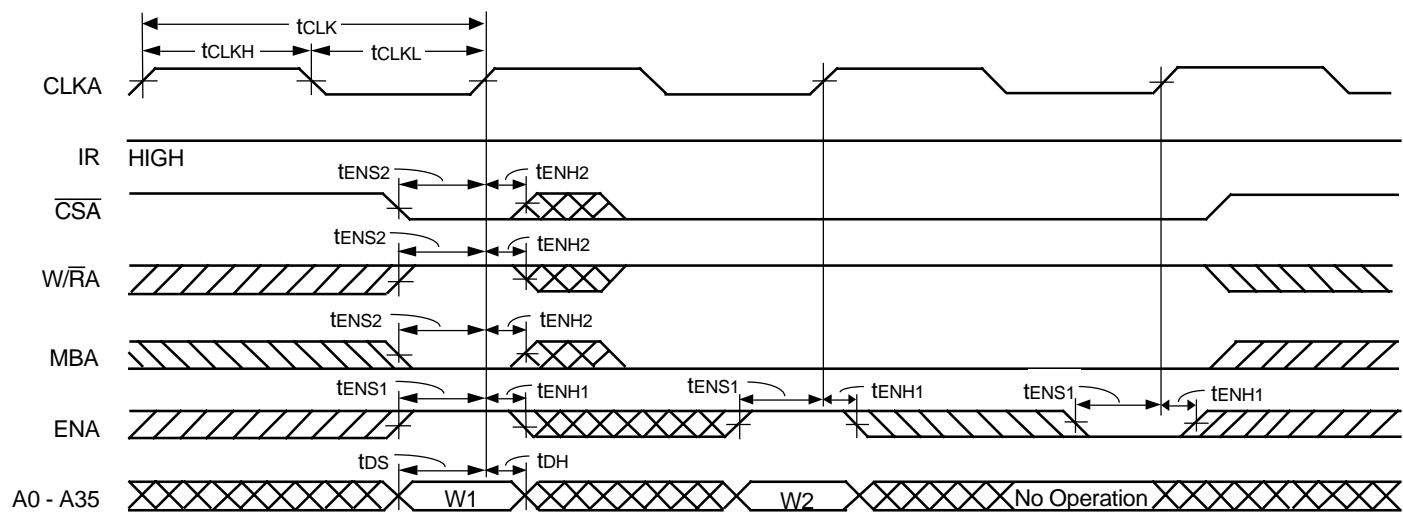 tCLK
tCLKH tCLKL
CLKA
IR HIGH
tENS2 tENH2
CSA
tENS2 tENH2
W/RA
tENS2 tENH2
MBA
tENS1 tENH1 tENS1 tENH1 tENS1 tENH1
ENA
tDS tDH
A0 - A35 W1 W2 No Operation